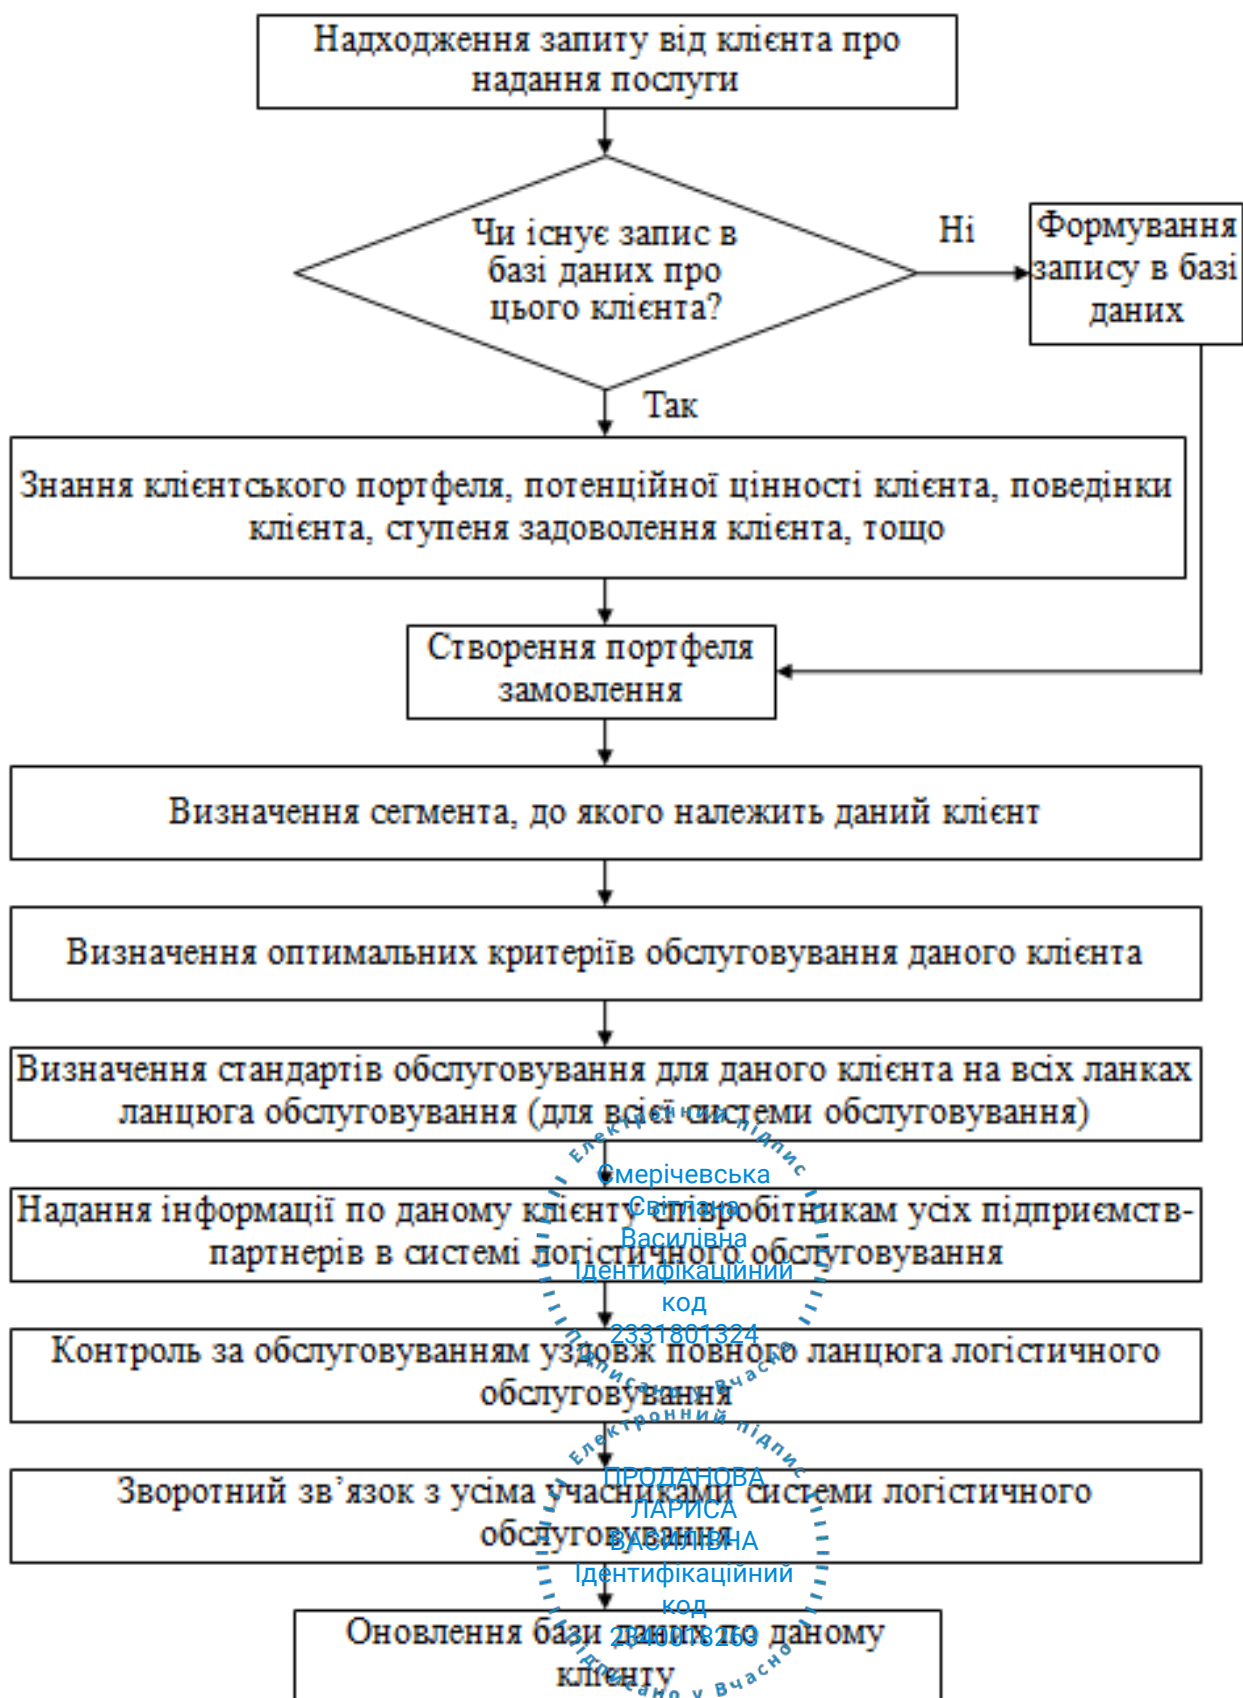 Надходження запиту від клієнта про
надання послуги
Чи існує запис в
базі даних про
цього клієнта?
Ні
Формування
запису в базі
даних
Так
Знання клієнтського портфеля, потенційної цінності клієнта, поведінки
клієнта, ступеня задоволення клієнта, тощо
Створення портфеля
замовлення
Визначення сегмента, до якого належить даний клієнт
Визначення оптимальних критеріїв обслуговування даного клієнта
Визначення стандартів обслуговування для даного клієнта на всіх ланках
ланцюга обслуговування (для всієї системи обслуговування)
Електронний підпис
Смерічевська
Світлана
Василівна
Ідентифікаційний
код
2331801324
Підписано у Вчасно
Надання інформації по даному клієнту співробітникам усіх підприємств-
партнерів в системі логістичного обслуговування
Контроль за обслуговуванням уздовж повного ланцюга логістичного
обслуговування
Електронний підпис
ПРОДАНОВА
ЛАРИСА
ВАСИЛІВНА
Ідентифікаційний
код
Підписано у Вчасно
Зворотний зв’язок з усіма учасниками системи логістичного
обслуговування
Оновлення бази даних по даному
клієнту